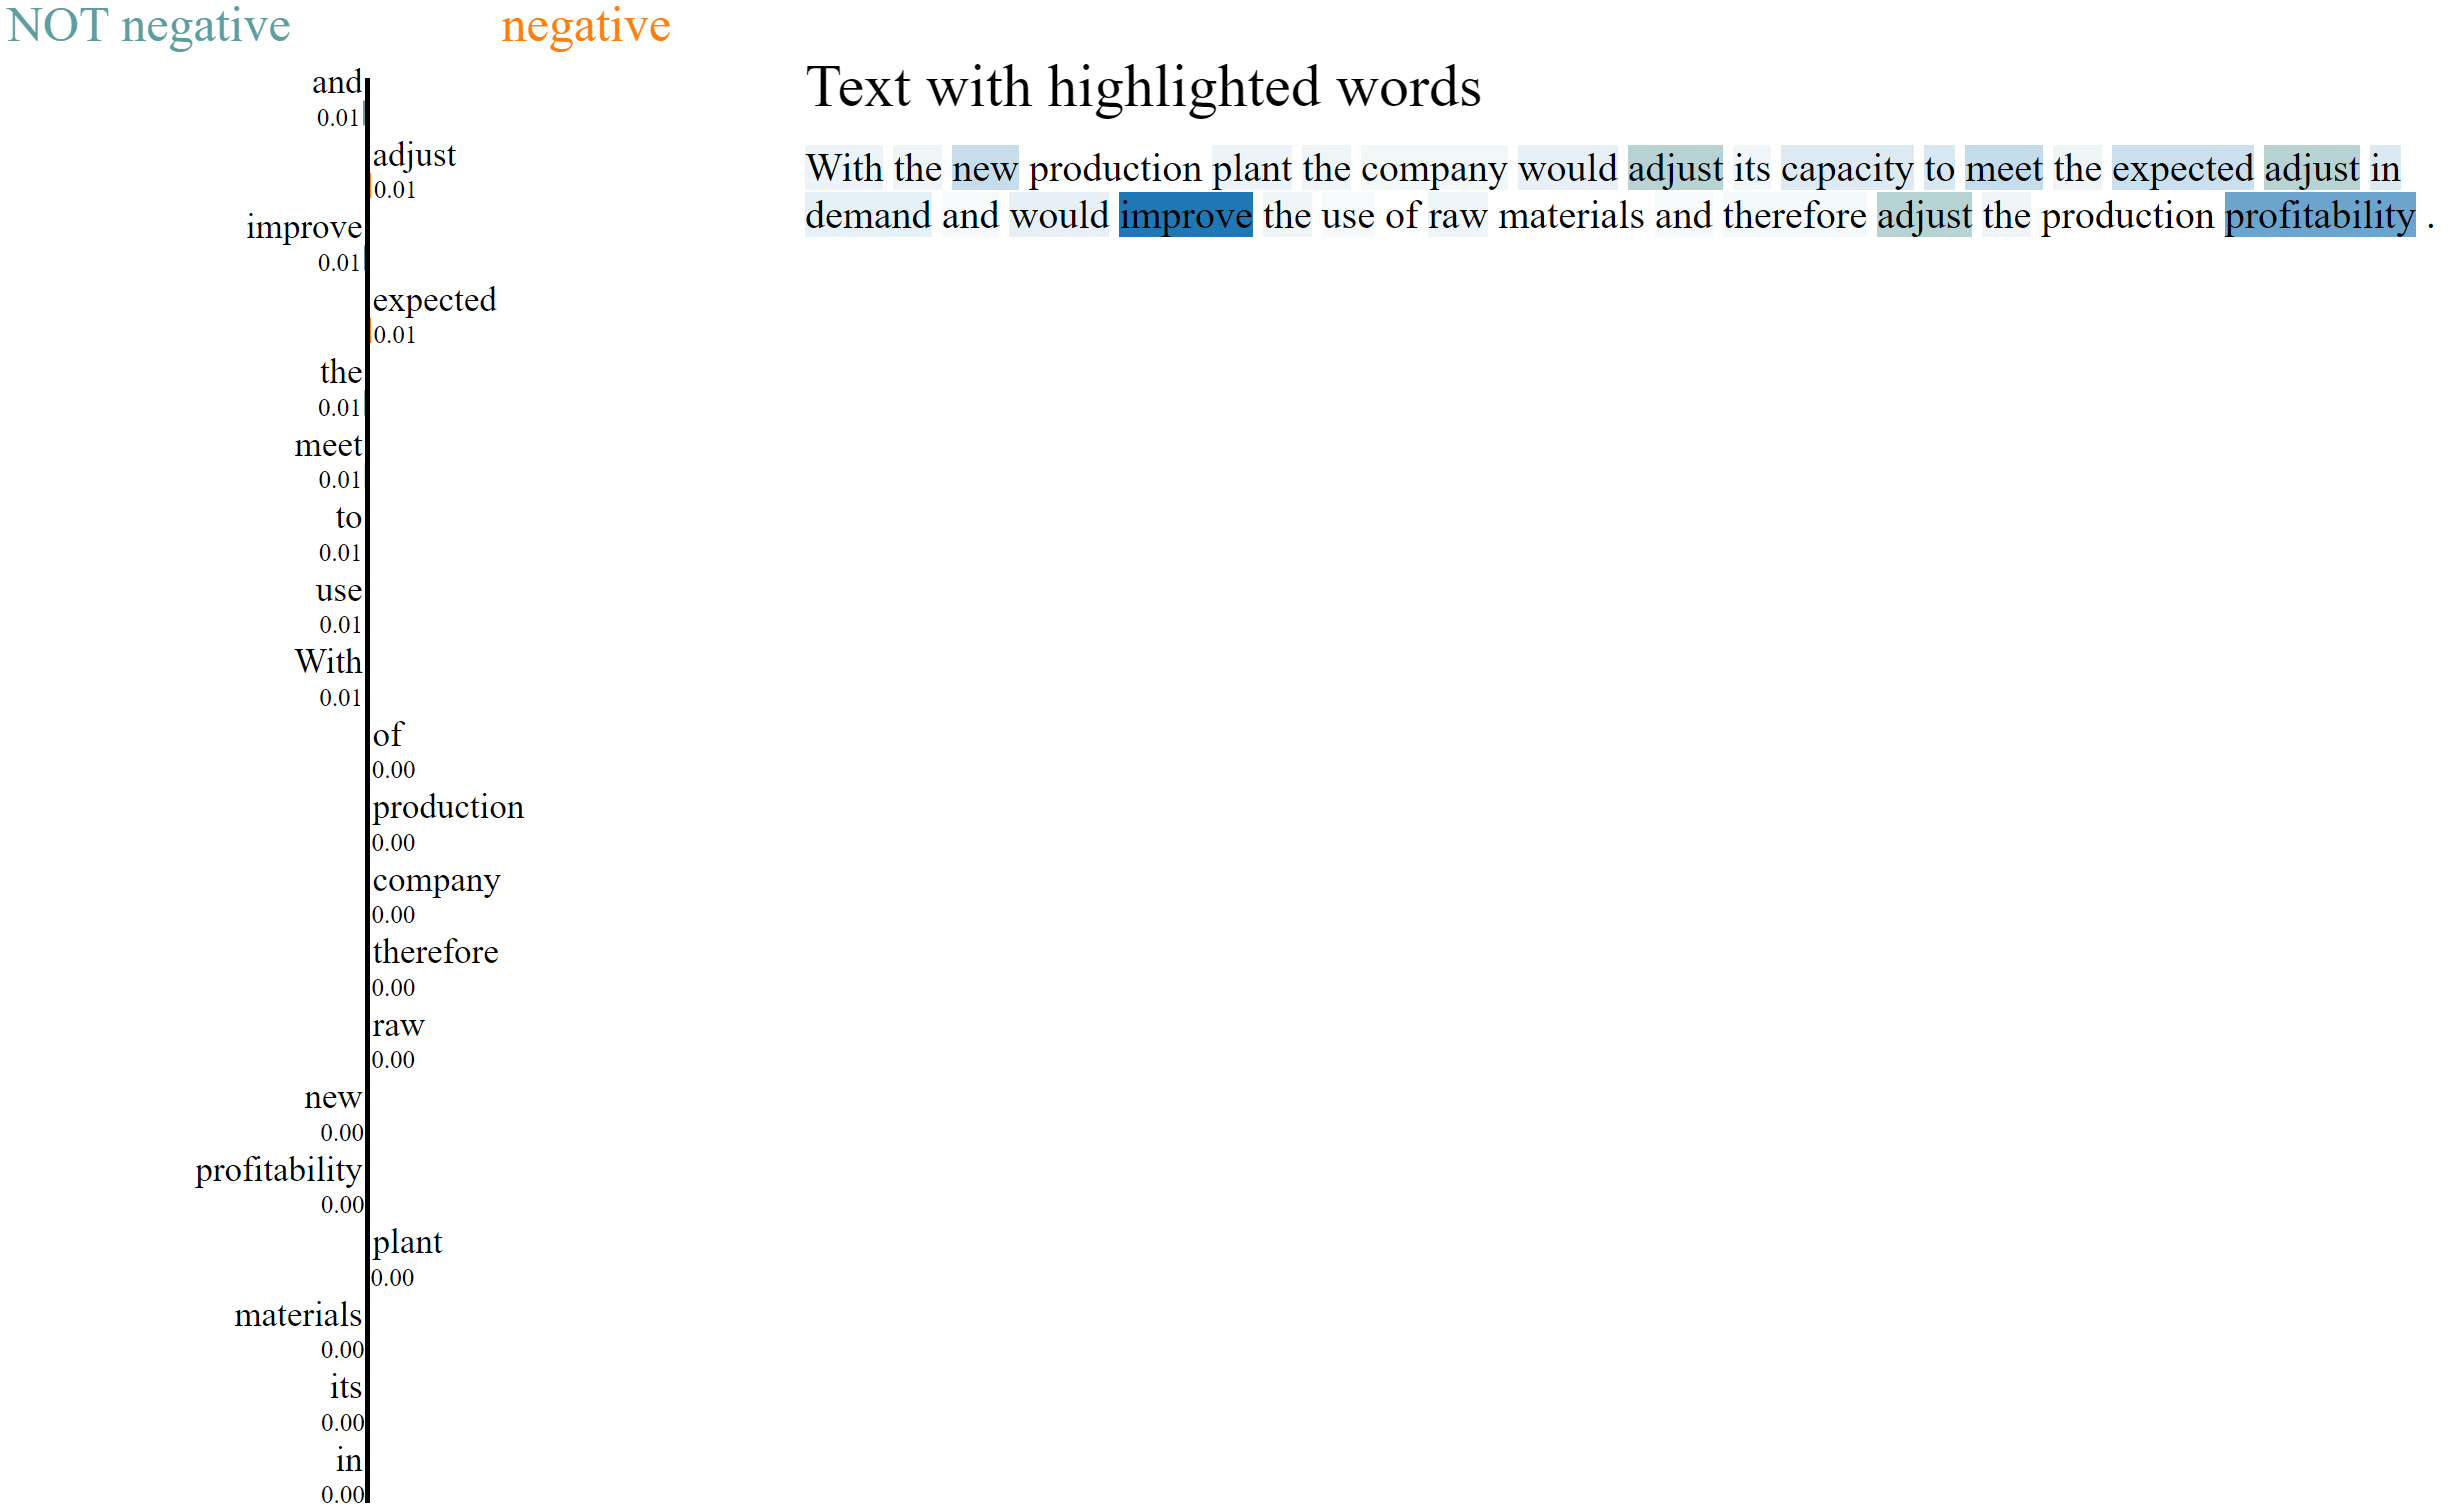 NOT negative negative
and
0.01
adjust
0.01
improve
0.01
expected
0.01
the
0.01
meet
0.01
to
0.01
use
0.01
With
0.01
of
0.00
production
0.00
company
0.00
therefore
0.00
raw
0.00
new
0.00
profitability
0.00
plant
0.00
materials
0.00
its
0.00
in
0.00
Text with highlighted words
With the new production plant the company would adjust its capacity to meet the expected adjust in
demand and would improve the use of raw materials and therefore adjust the production profitability .